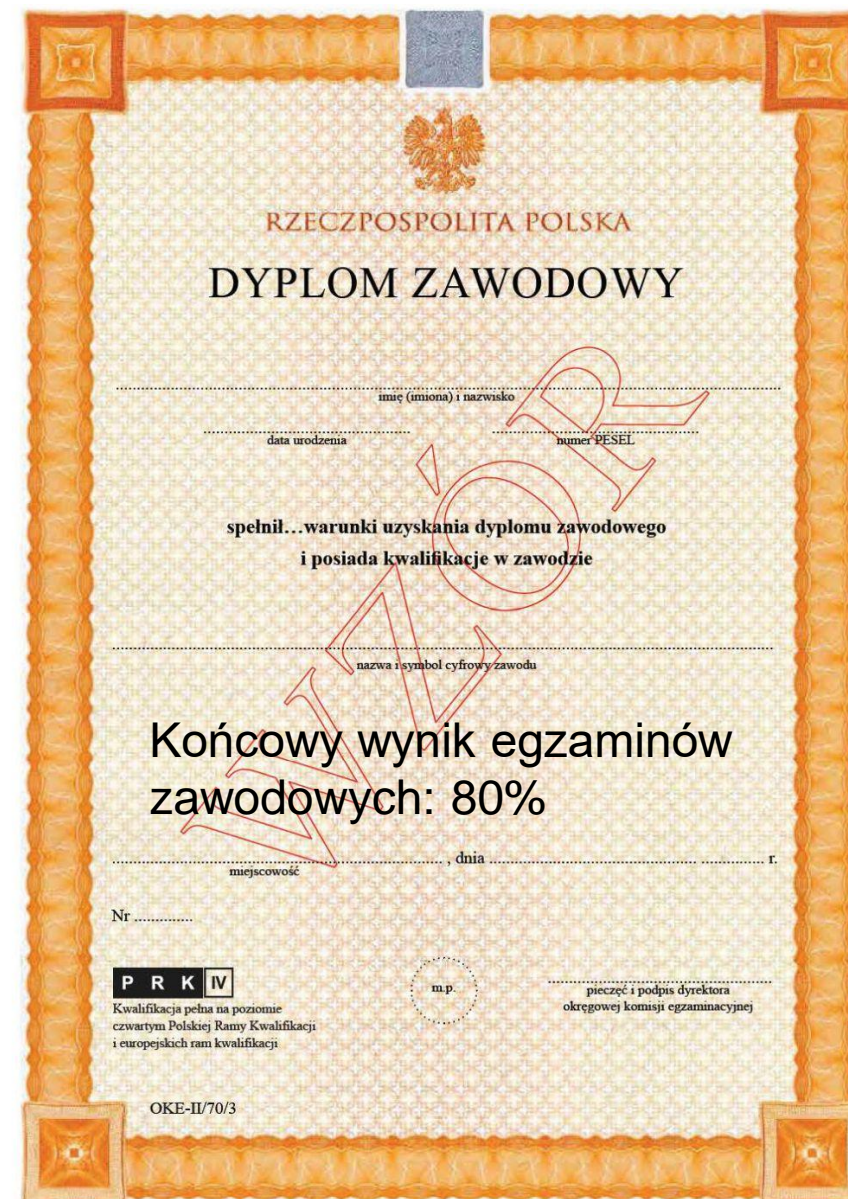 RZECZPOSPOLITA POLSKA
DYPLOM ZAWODOWY
imię (imiona) i nazwisko
data urodzenia numer PESEL
WZÓR
spełnił...warunki uzyskania dyplomu zawodowego
i posiada kwalifikacje w zawodzie
nazwa i symbol cyfrowy zawodu
Końcowy wynik egzaminów
zawodowych: 80%
.................... , dnia .................... .......... r.
miejscowość
Nr ..............
P R K IV
Kwalifikacja pełna na poziomie
czwartym Polskiej Ramy Kwalifikacji
i europejskich ram kwalifikacji
m.p.
pieczęć i podpis dyrektora
okręgowej komisji egzaminacyjnej
OKE-II/70/3